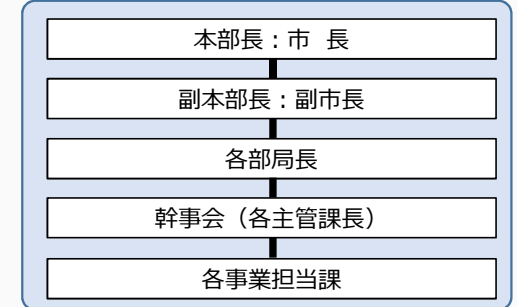 本部長：市　長
副本部長：副市長
各部局長
幹事会（各主管課長）
各事業担当課